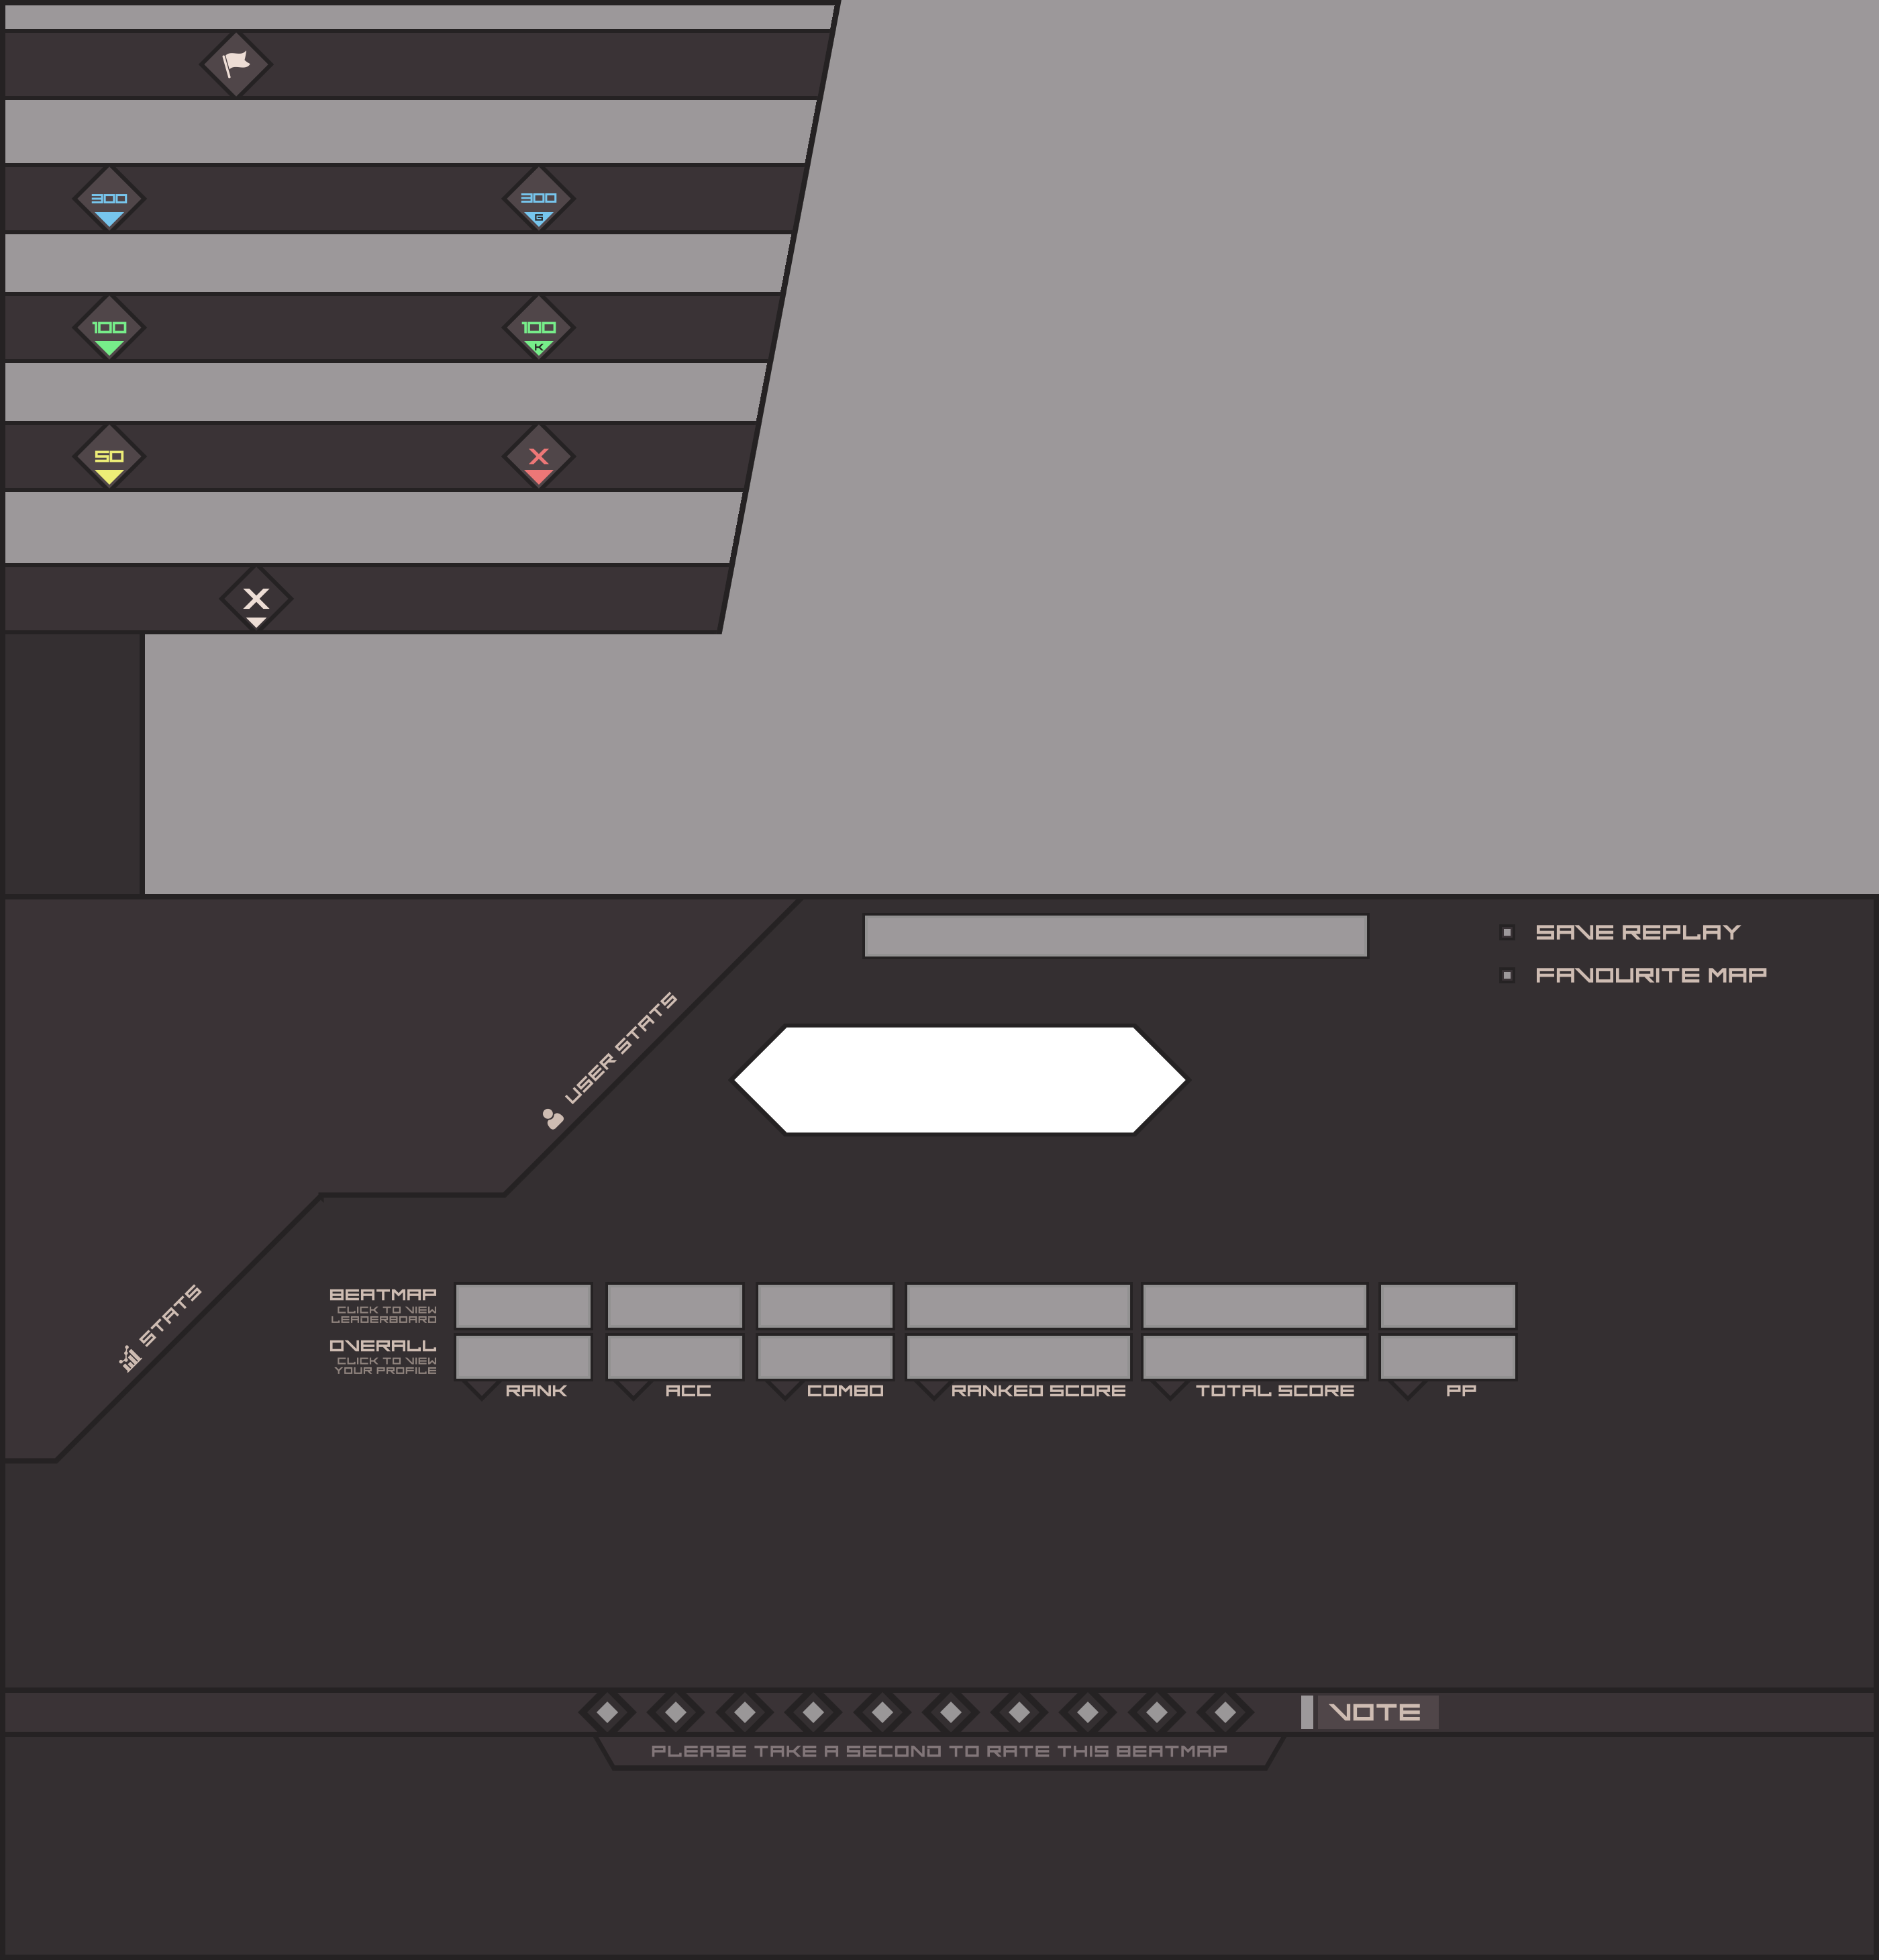 300
300
G
100
100
K
50
X
X
SAVE REPLAY
FAVOURITE MAP
USER STATS
STATS
BEATMAP
CLICK TO VIEW
LEADERBOARD
OVERALL
CLICK TO VIEW
YOUR PROFILE
RANK
ACC
COMBO
RANKED SCORE
TOTAL SCORE
PP
VOTE
PLEASE TAKE A SECOND TO RATE THIS BEATMAP